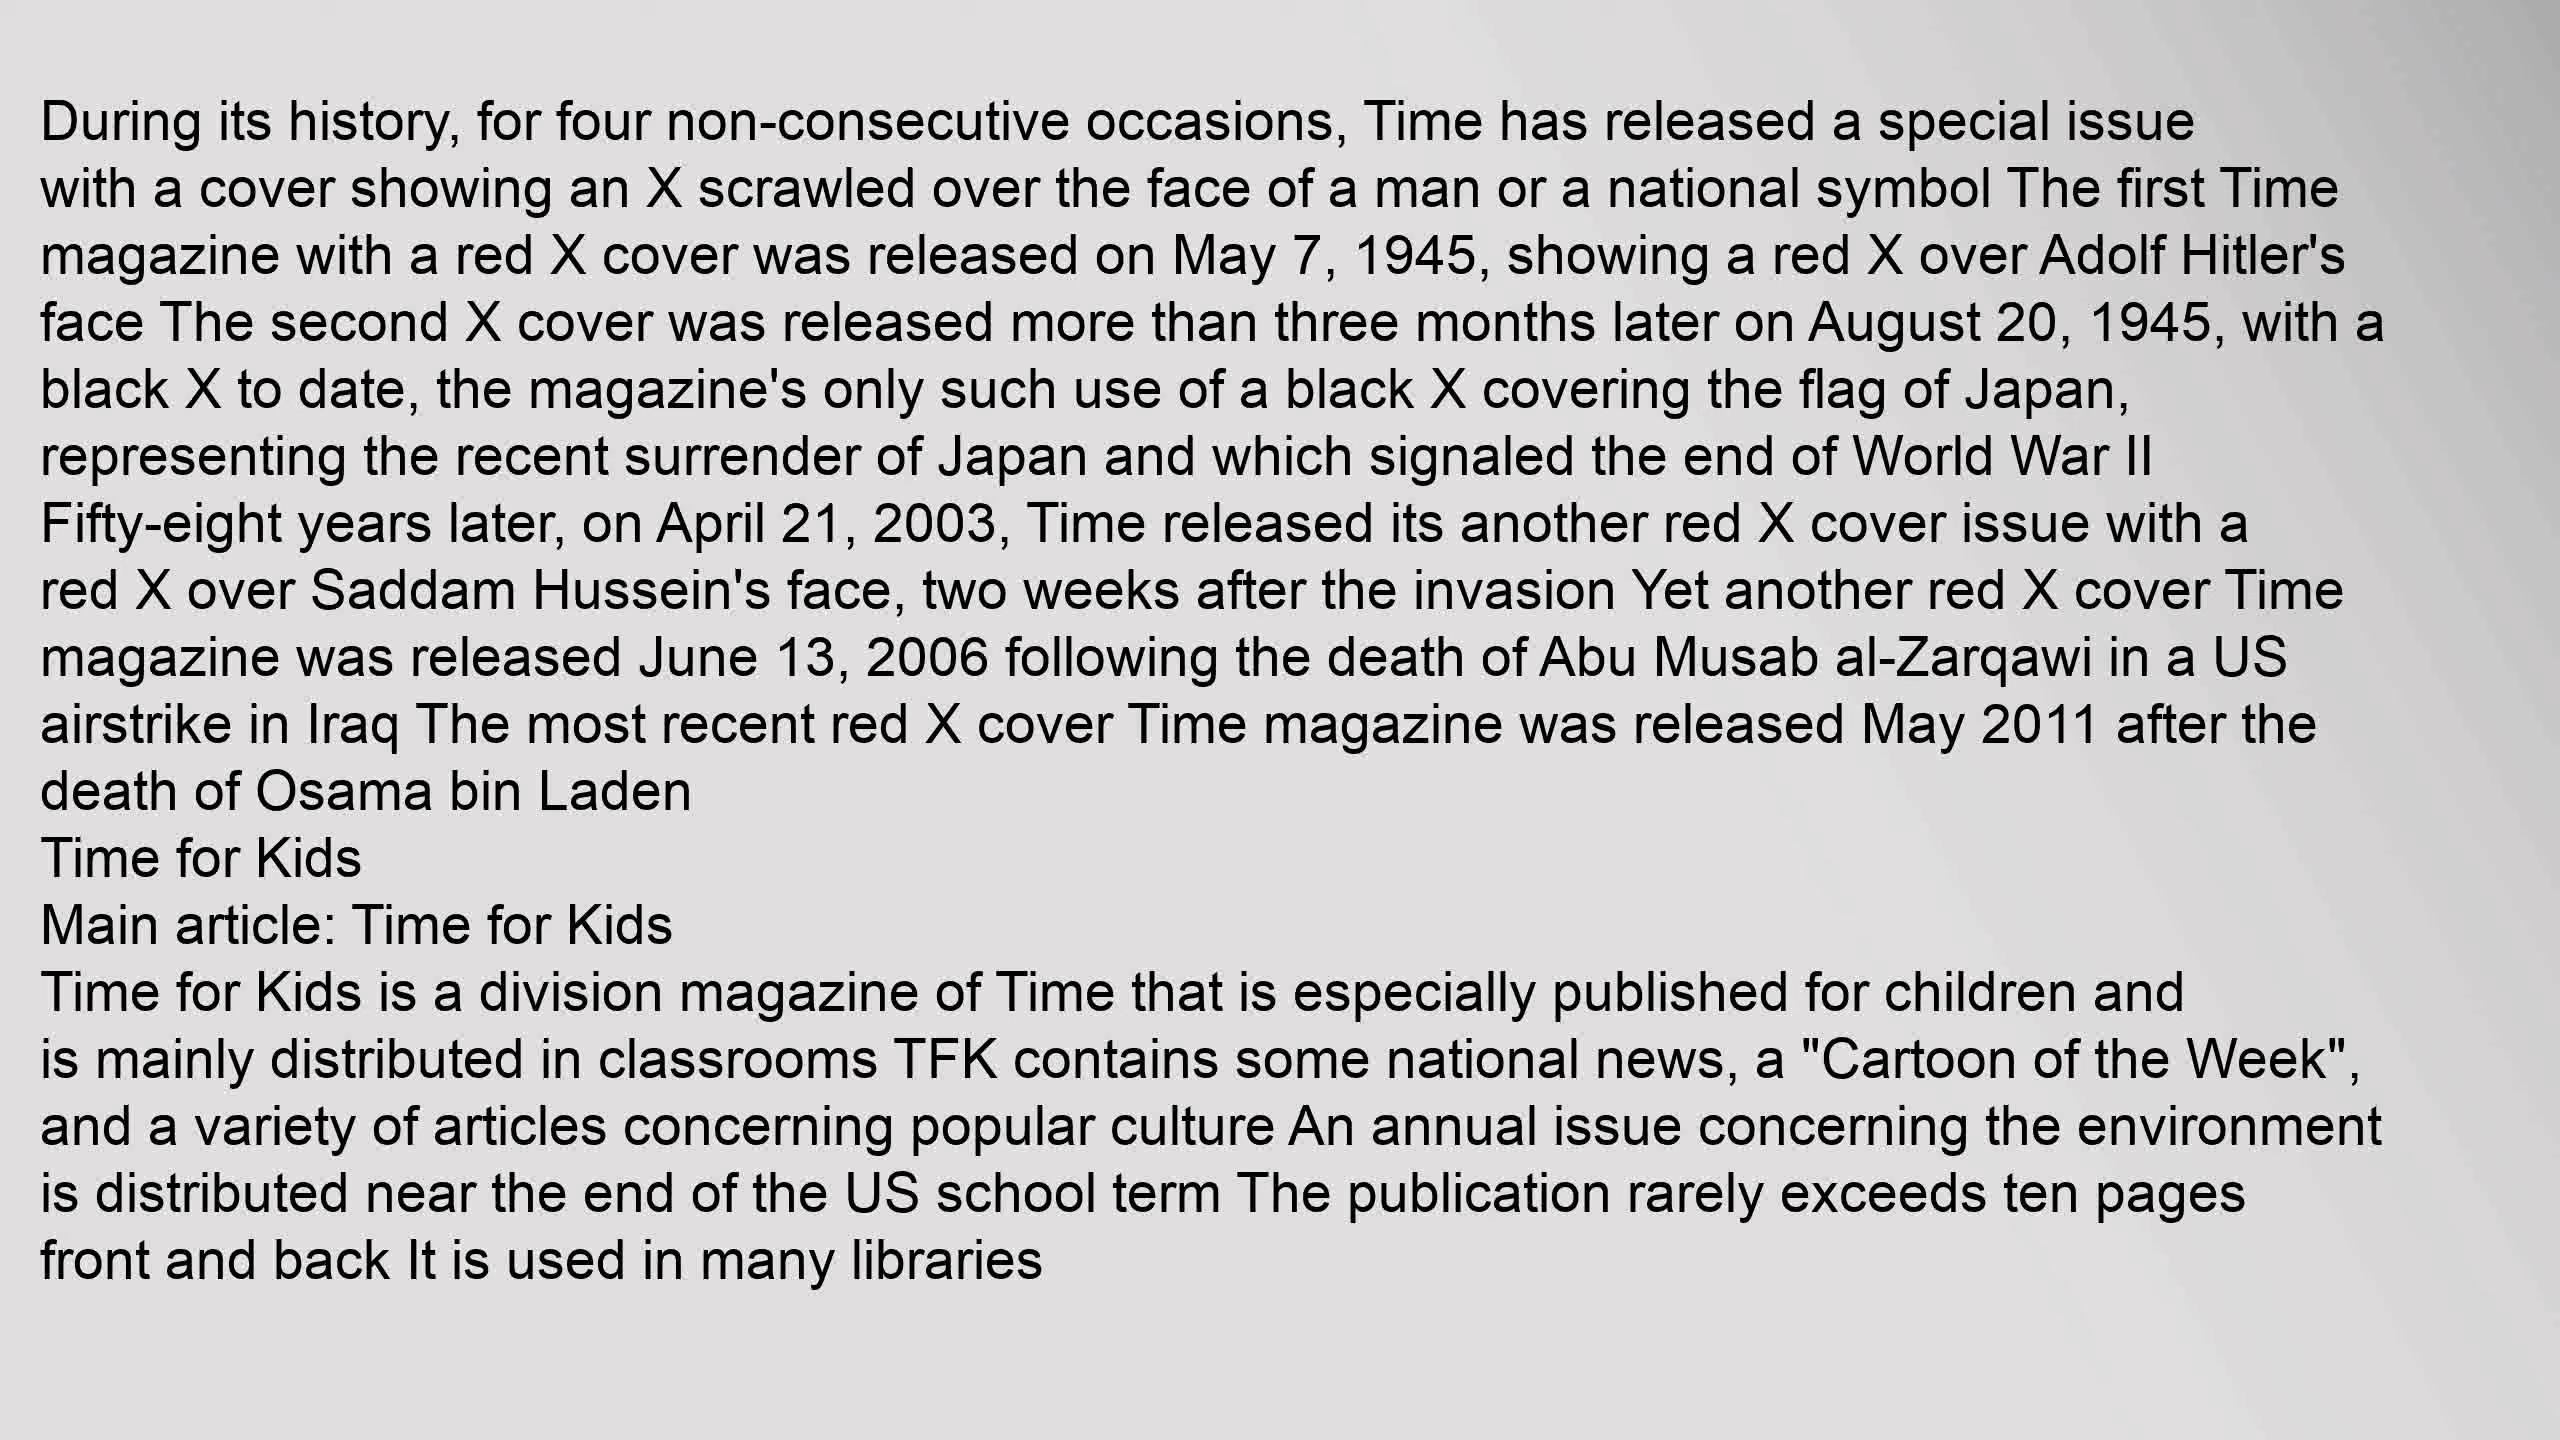 During its history, for four non-consecutive occasions, Time has released a special issue
with a cover showing an X scrawled over the face of a man or a national symbol The first Time
magazine with a red X cover was released on May 7, 1945, showing a red X over Adolf Hitler's
face The second X cover was released more than three months later on August 20, 1945, with a
black X to date, the magazine's only such use of a black X covering the flag of Japan,
representing the recent surrender of Japan and which signaled the end of World War II
Fifty-eight years later, on April 21, 2003, Time released its another red X cover issue with a
red X over Saddam Hussein's face, two weeks after the invasion Yet another red X cover Time
magazine was released June 13, 2006 following the death of Abu Musab al-Zarqawi in a US
airstrike in Iraq The most recent red X cover Time magazine was released May 2011 after the
death of Osama bin Laden
Time for Kids
Main article: Time for Kids
Time for Kids is a division magazine of Time that is especially published for children and
is mainly distributed in classrooms TFK contains some national news, a "Cartoon of the Week",
and a variety of articles concerning popular culture An annual issue concerning the environment
is distributed near the end of the US school term The publication rarely exceeds ten pages
front and back It is used in many libraries